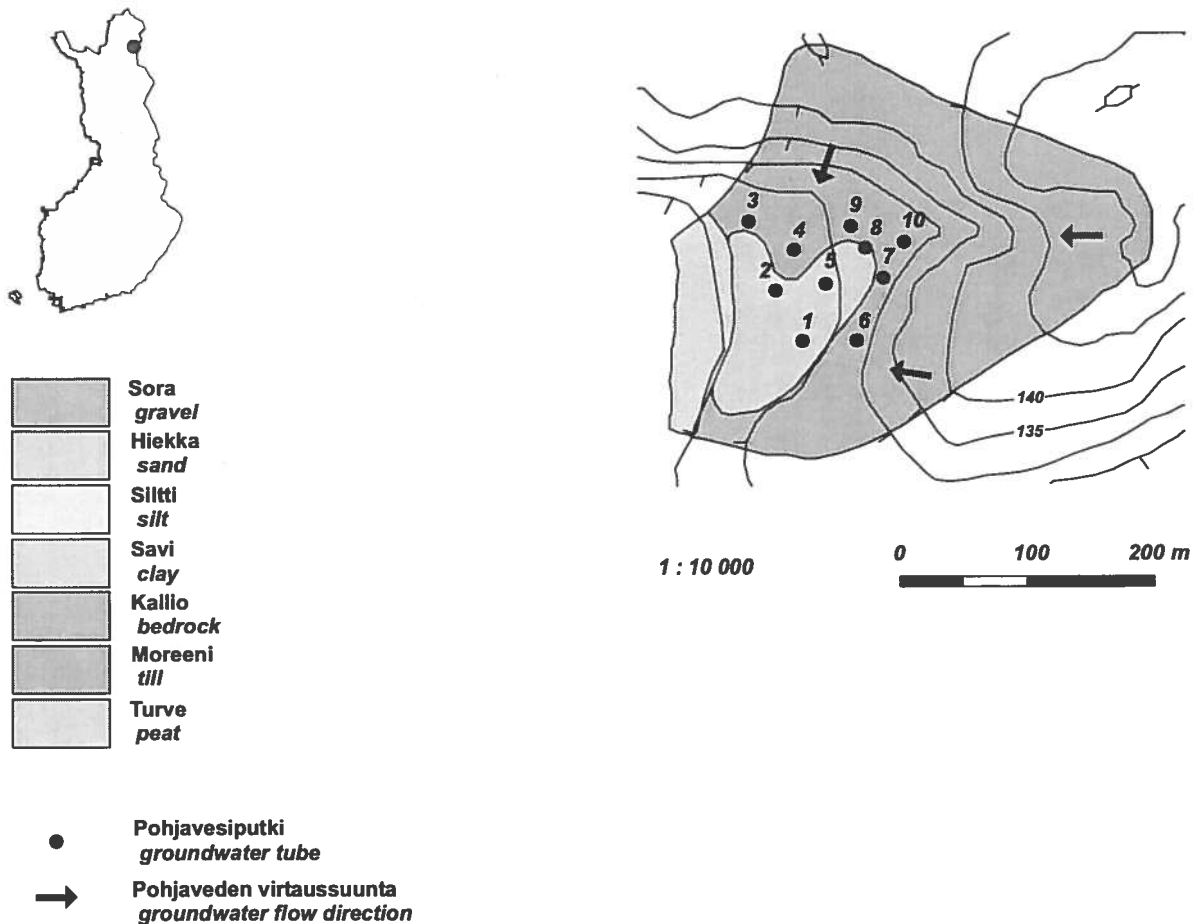 Sora
gravel
Hiekka
sand
Siltti
silt
Savi
clay
Kallio
bedrock
Moreeni
till
Turve
peat
Pohjavesiputki
groundwater tube
Pohjaveden virtaussuunta
groundwater flow direction
3
9
10
4
8
2
5
7
1
6
140
135
1 : 10 000
0
100
200 m